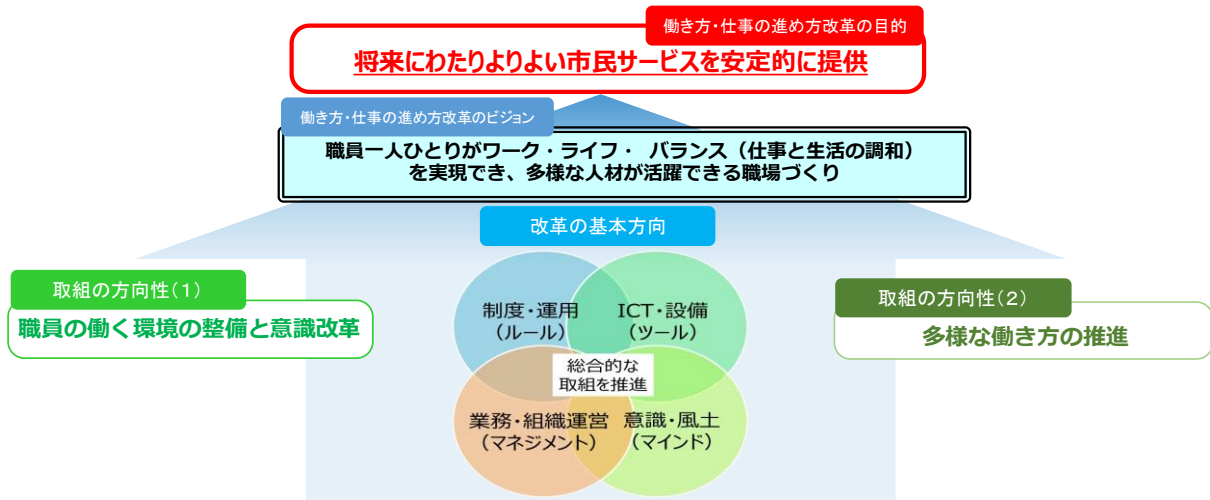 働き方・仕事の進め方改革の目的
将来にわたりよりよい市民サービスを安定的に提供
働き方・仕事の進め方改革のビジョン
職員一人ひとりがワーク・ライフ・ バランス（仕事と生活の調和）
を実現でき、多様な人材が活躍できる職場づくり
改革の基本方向
取組の方向性（１）
職員の働く環境の整備と意識改革
制度・運用
（ルール）
ICT・設備
（ツール）
総合的な
取組を推進
業務・組織運営
（マネジメント）
意識・風土
（マインド）
取組の方向性（２）
多様な働き方の推進